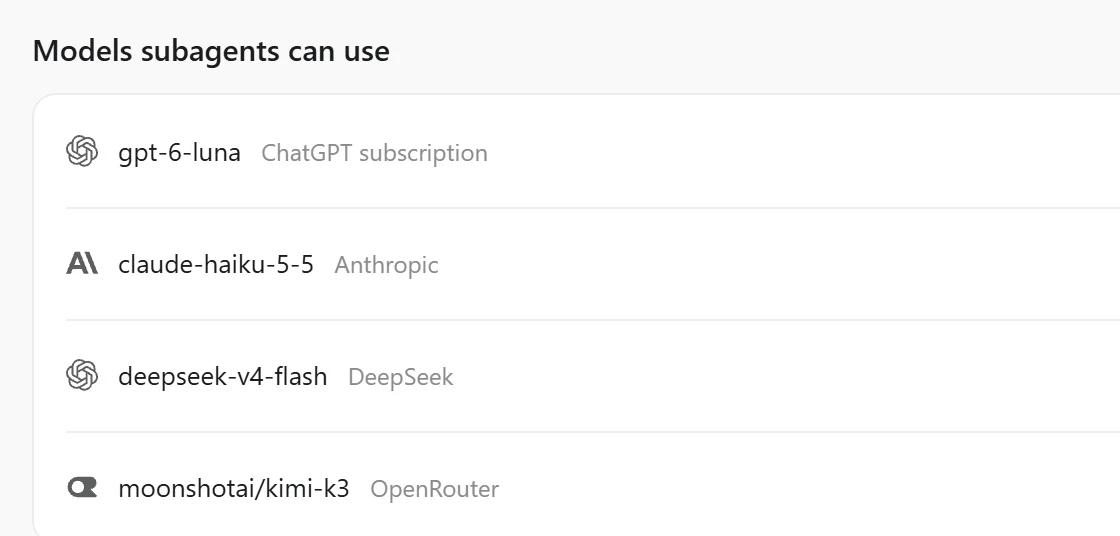 Models subagents can use
gpt-6-luna ChatGPT subscription
claude-haiku-5-5 Anthropic
deepseek-v4-flash DeepSeek
moonshotai/kimi-k3 OpenRouter